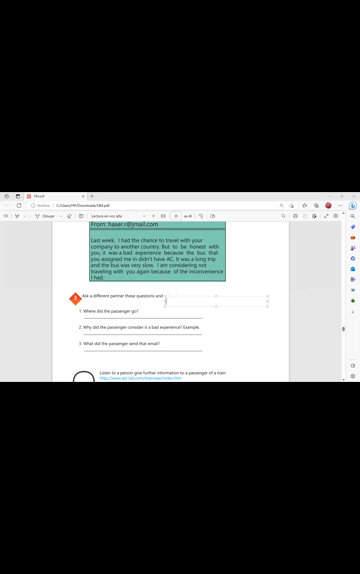 GB4.pdf
Archivo C:/Users/HP/Downloads/GB4.pdf
Dibujar Lectura en voz alta
From: haser.r@jmail.com
Last week, I had the chance to travel with your
company to another country. But to be honest with
you, it was a bad experience because the bus that
you assigned me in didn't have AC. It was a long trip
and the bus was very slow. I am considering not
traveling with you again because of the inconvenience
I had.
Ask a different partner these questions and
1. Where did the passenger go?
2. Why did the passenger consider it a bad experience? Example.
3. What did the passenger send that email?
Listen to a person give further information to a passenger of a train